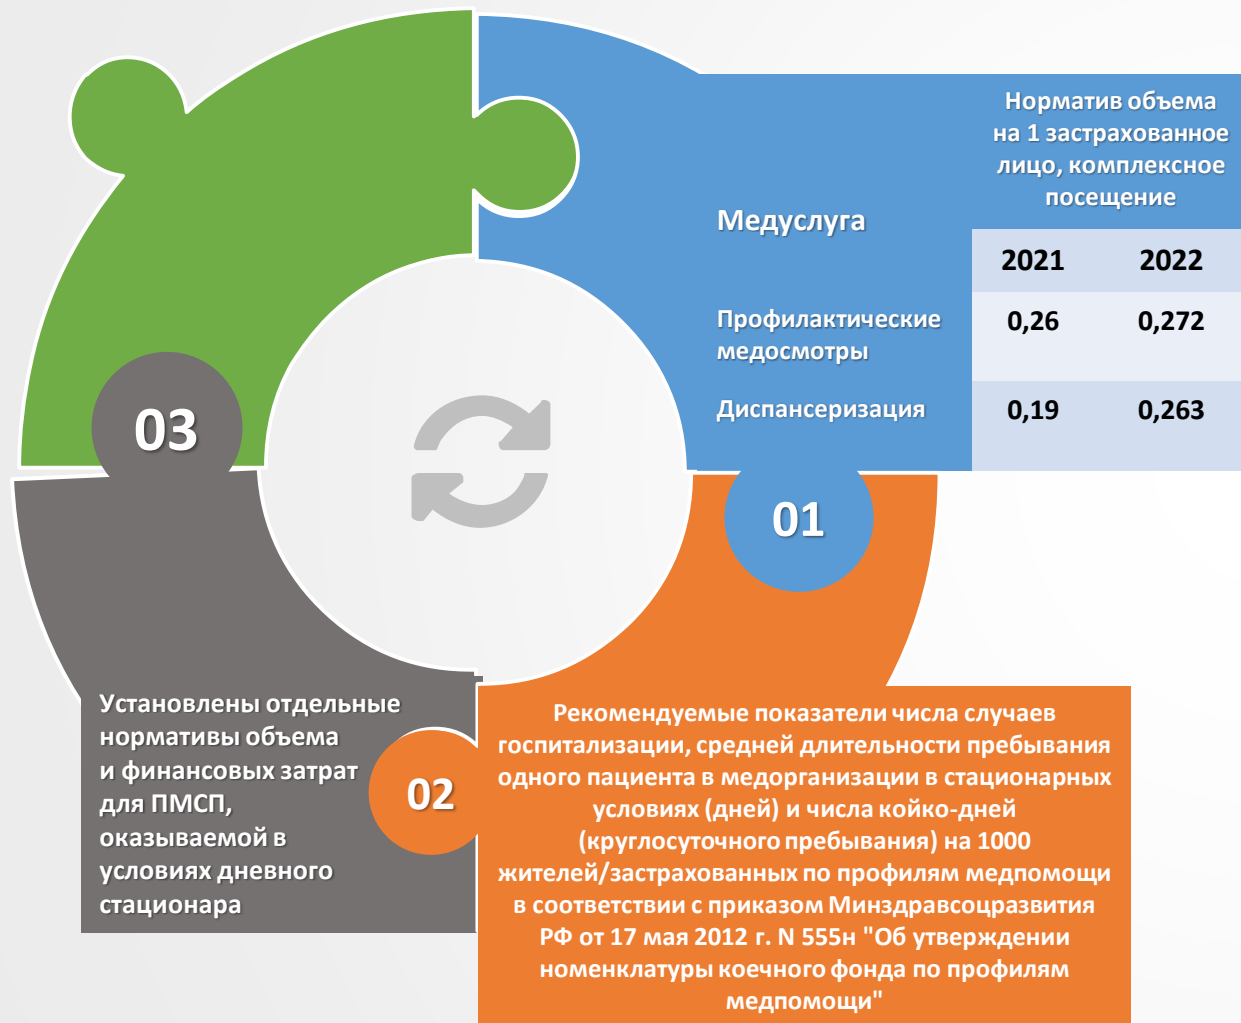 Норматив объема
на 1 застрахованное
лицо, комплексное
посещение
Медуслуга
2021 2022
Профилактические
медосмотры
0,26 0,272
Диспансеризация 0,19 0,263
03
01
Установлены отдельные
нормативы объема
и финансовых затрат
для ПМСП,
оказываемой в
условиях дневного
стационара
02
Рекомендуемые показатели числа случаев
госпитализации, средней длительности пребывания
одного пациента в медорганизации в стационарных
условиях (дней) и числа койко-дней
(круглосуточного пребывания) на 1000
жителей/застрахованных по профилям медпомощи
в соответствии с приказом Минздравсоцразвития
РФ от 17 мая 2012 г. N 555н "Об утверждении
номенклатуры коечного фонда по профилям
медпомощи"